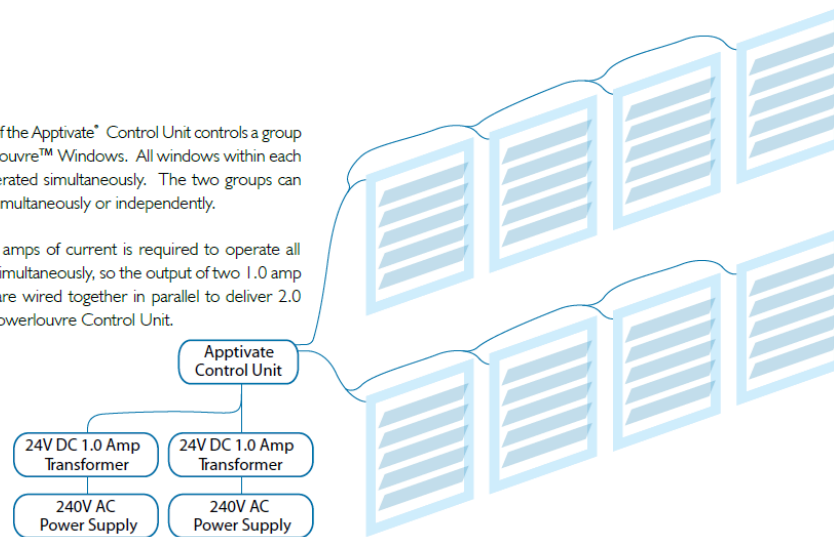 of the Apptivate* Control Unit controls a group
ouvre™ Windows. All windows within each
erated simultaneously. The two groups can
imultaneously or independently.
amps of current is required to operate all
imultaneously, so the output of two 1.0 amp
are wired together in parallel to deliver 2.0
owerlouvre Control Unit.
Apptivate
Control Unit
24V DC 1.0 Amp
Transformer
24V DC 1.0 Amp
Transformer
240V AC
Power Supply
240V AC
Power Supply